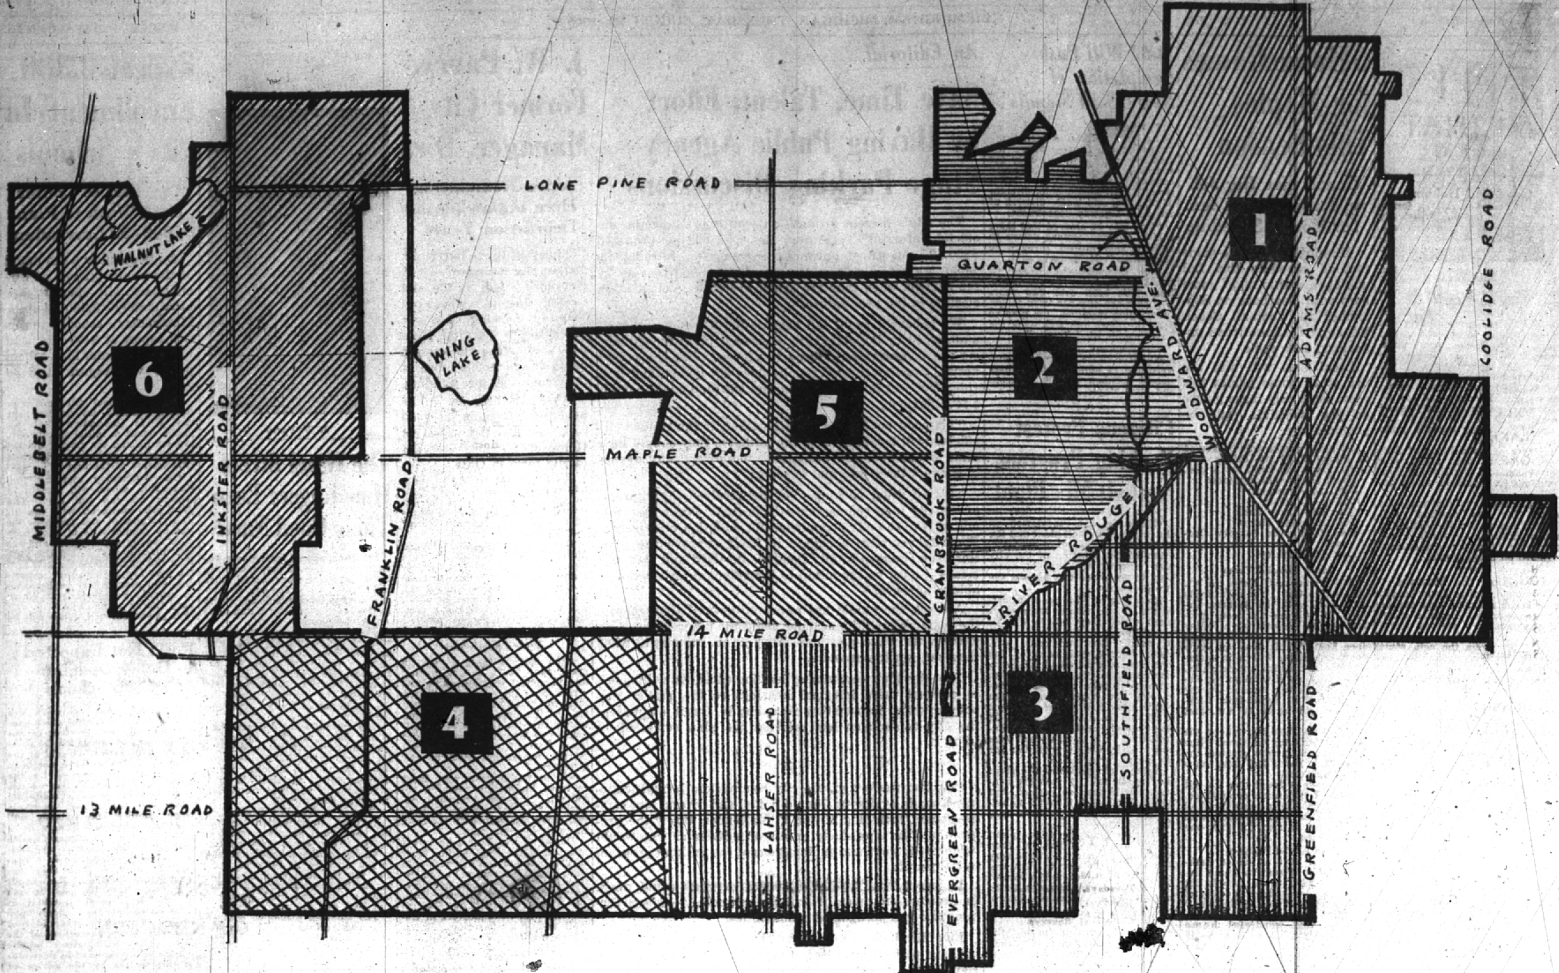 LONE PINE ROAD
WALNUT LAKE
1
ADAMS ROAD
COOLIDGE ROAD
QUARTON ROAD
WING
LAKE
2
WOODWARD AVE.
6
5
MIDDLEBELT ROAD
INKSTER ROAD
MAPLE ROAD
FRANKLIN ROAD
CRANBROOK ROAD
RIVER ROUGE
SOUTHFIELD ROAD
14 MILE ROAD
4
3
LAHSER ROAD
EVERGREEN ROAD
GREENFIELD ROAD
13 MILE ROAD